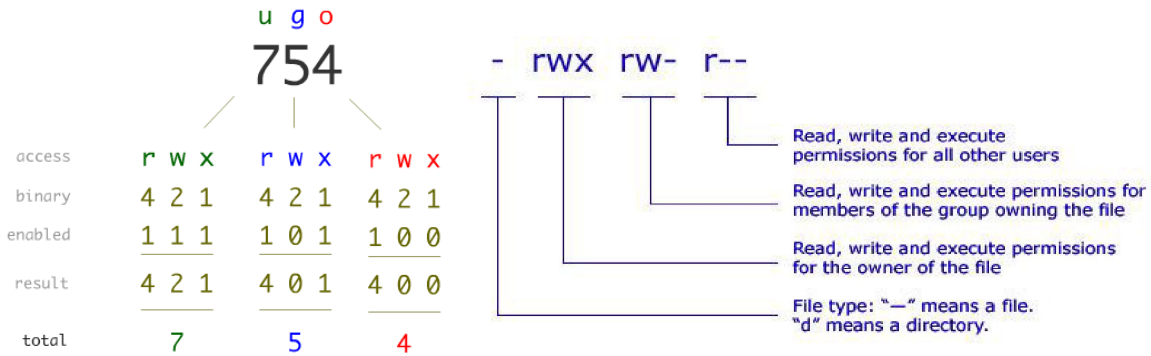 u g o
754
access r w x r w x r w x
binary 4 2 1 4 2 1 4 2 1
enabled 1 1 1 1 0 1 1 0 0
result 4 2 1 4 0 1 4 0 0
total 7 5 4
- rwx rw- r--
Read, write and execute
permissions for all other users
Read, write and execute permissions for
members of the group owning the file
Read, write and execute permissions
for the owner of the file
File type: “—” means a file.
“d” means a directory.